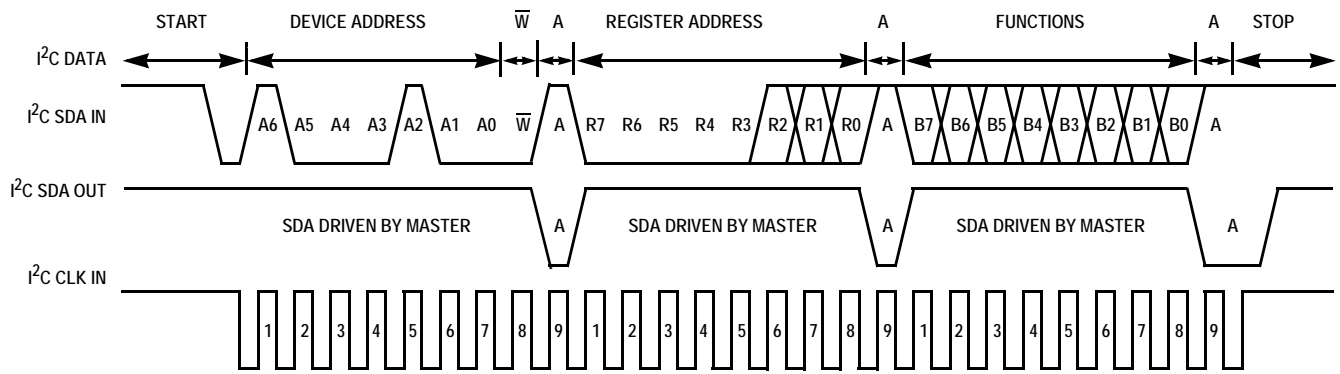 START DEVICE ADDRESS W̅ A REGISTER ADDRESS A FUNCTIONS A STOP
I²C DATA
I²C SDA IN A6 A5 A4 A3 A2 A1 A0 W̅ A R7 R6 R5 R4 R3 R2 R1 R0 A B7 B6 B5 B4 B3 B2 B1 B0 A
I²C SDA OUT
SDA DRIVEN BY MASTER A SDA DRIVEN BY MASTER A SDA DRIVEN BY MASTER A
I²C CLK IN
1 2 3 4 5 6 7 8 9 1 2 3 4 5 6 7 8 9 1 2 3 4 5 6 7 8 9